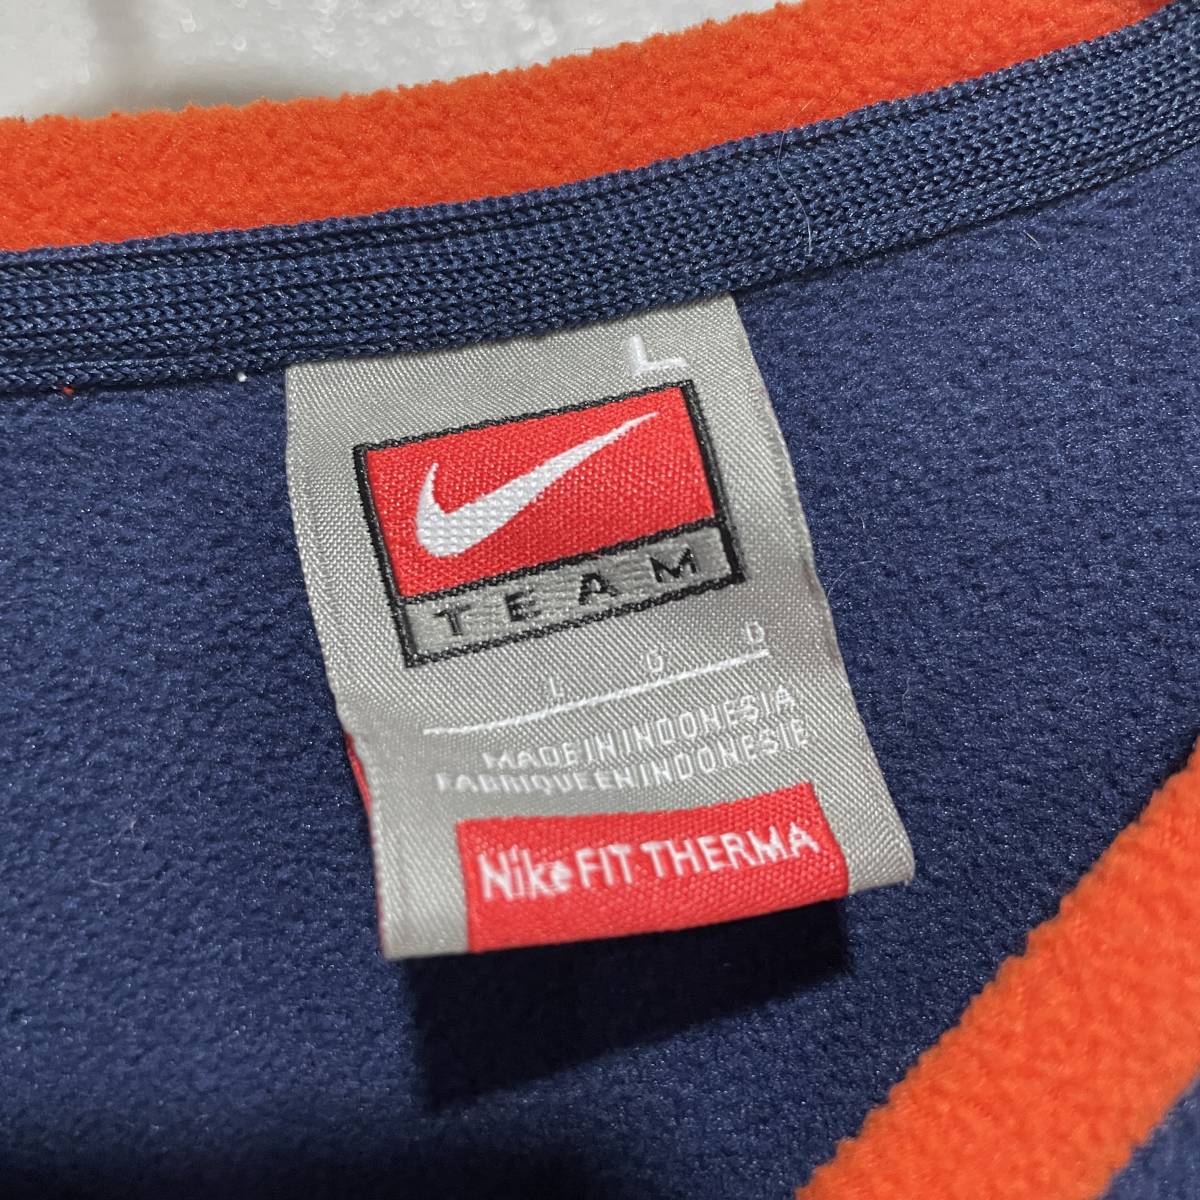 L
TEAM
L G G
MADE IN INDONESIA
FABRIQUE EN INDONESIE
Nike FIT THERMA